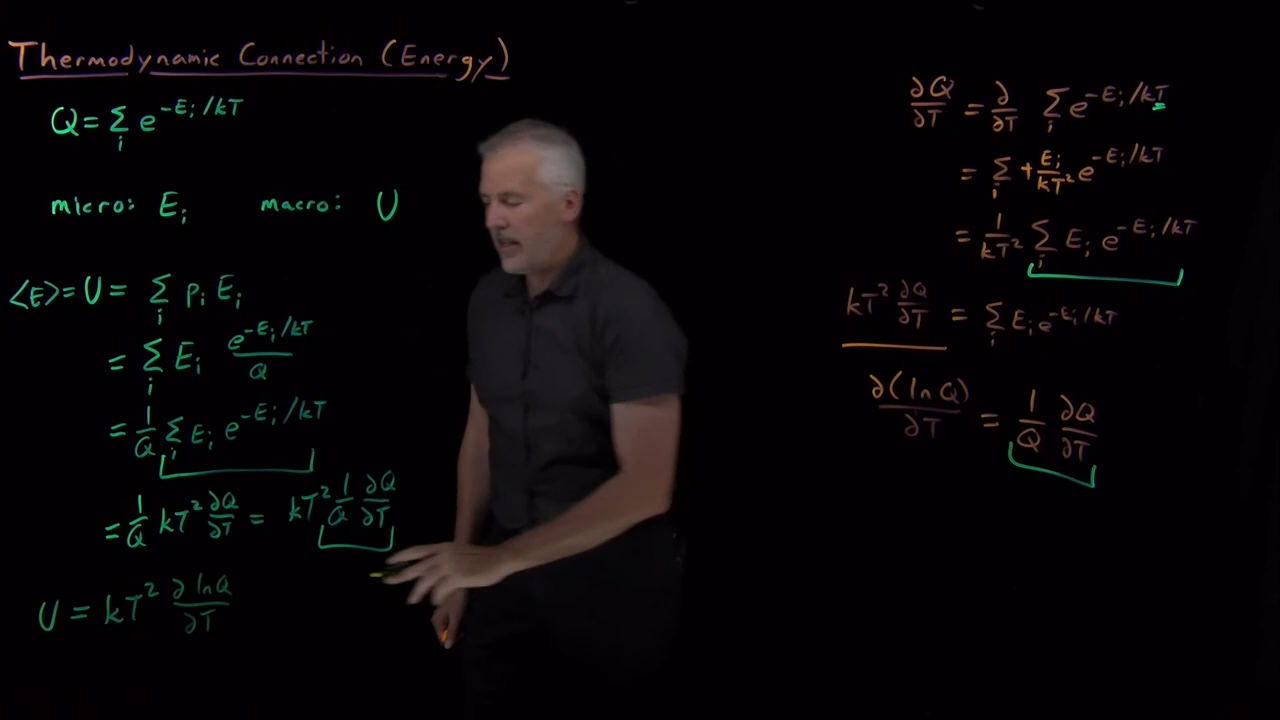 Thermodynamic Connection (Energy)
Q = Σ_i e^{-E_i/kT}
micro: E_i macro: U
<E> = U = Σ_i p_i E_i
= Σ_i E_i e^{-E_i/kT} / Q
= 1/Q Σ_i E_i e^{-E_i/kT}
= 1/Q kT² ∂Q/∂T = kT² 1/Q ∂Q/∂T
U = kT² ∂ lnQ/∂T
∂Q/∂T = ∂/∂T Σ_i e^{-E_i/kT}
= Σ_i + E_i/kT² e^{-E_i/kT}
= 1/kT² Σ_i E_i e^{-E_i/kT}
kT² ∂Q/∂T = Σ_i E_i e^{-E_i/kT}
∂(ln Q)/∂T = 1/Q ∂Q/∂T